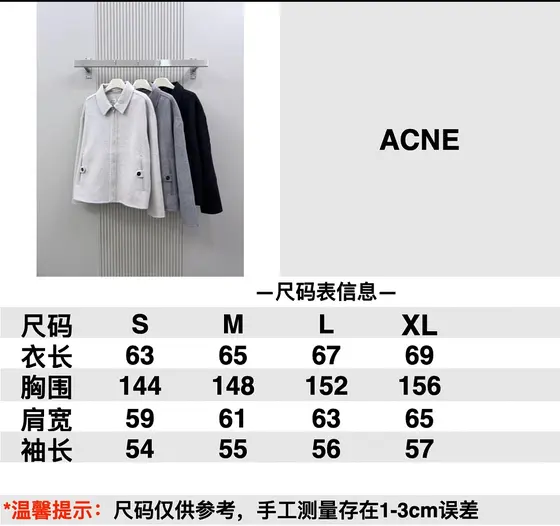 ACNE
—尺码表信息—
尺码 S M L XL
衣长 63 65 67 69
胸围 144 148 152 156
肩宽 59 61 63 65
袖长 54 55 56 57
*温馨提示：尺码仅供参考，手工测量存在1-3cm误差